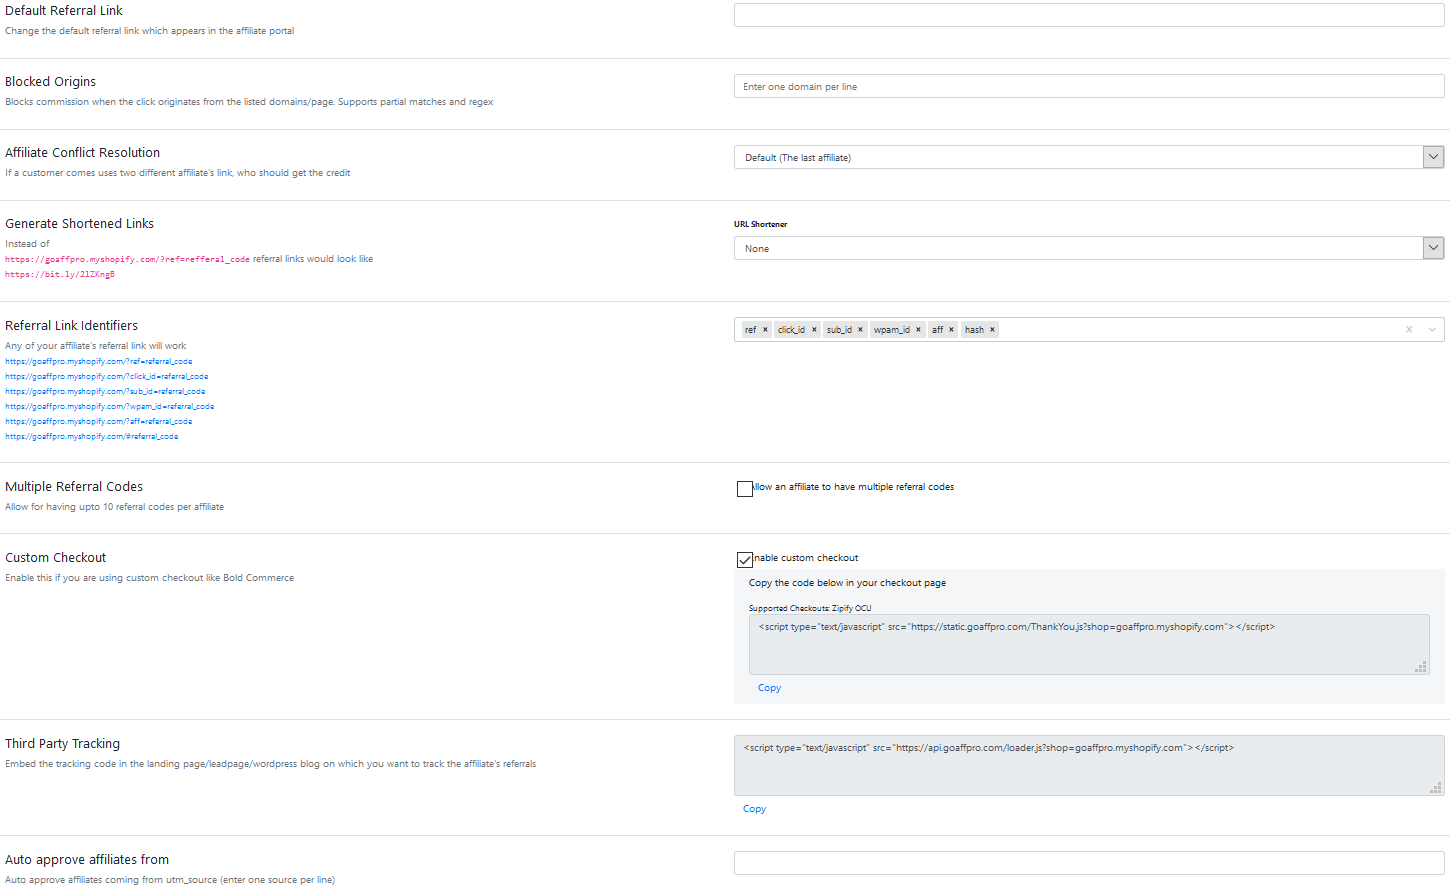 Default Referral Link
Change the default referral link which appears in the affiliate portal
Blocked Origins
Blocks commission when the click originates from the listed domains/page. Supports partial matches and regex
Enter one domain per line
Affiliate Conflict Resolution
If a customer comes uses two different affiliate's link, who should get the credit
Default (The last affiliate)
Generate Shortened Links
Instead of
https://goaffpro.myshopify.com/?ref=refferal_code referral links would look like
https://bit.ly/2lZKngB
URL Shortener
None
Referral Link Identifiers
Any of your affiliate's referral link will work
https://goaffpro.myshopify.com/?ref=referral_code
https://goaffpro.myshopify.com/?click_id=referral_code
https://goaffpro.myshopify.com/?sub_id=referral_code
https://goaffpro.myshopify.com/?wpam_id=referral_code
https://goaffpro.myshopify.com/?aff=referral_code
https://goaffpro.myshopify.com/#referral_code
ref × click_id × sub_id × wpam_id × aff × hash ×
Multiple Referral Codes
Allow for having upto 10 referral codes per affiliate
llow an affiliate to have multiple referral codes
Custom Checkout
Enable this if you are using custom checkout like Bold Commerce
nable custom checkout
Copy the code below in your checkout page
Supported Checkouts: Zipify OCU
<script type="text/javascript" src="https://static.goaffpro.com/ThankYou.js?shop=goaffpro.myshopify.com"></script>
Copy
Third Party Tracking
Embed the tracking code in the landing page/leadpage/wordpress blog on which you want to track the affiliate's referrals
<script type="text/javascript" src="https://api.goaffpro.com/loader.js?shop=goaffpro.myshopify.com"></script>
Copy
Auto approve affiliates from
Auto approve affiliates coming from utm_source (enter one source per line)